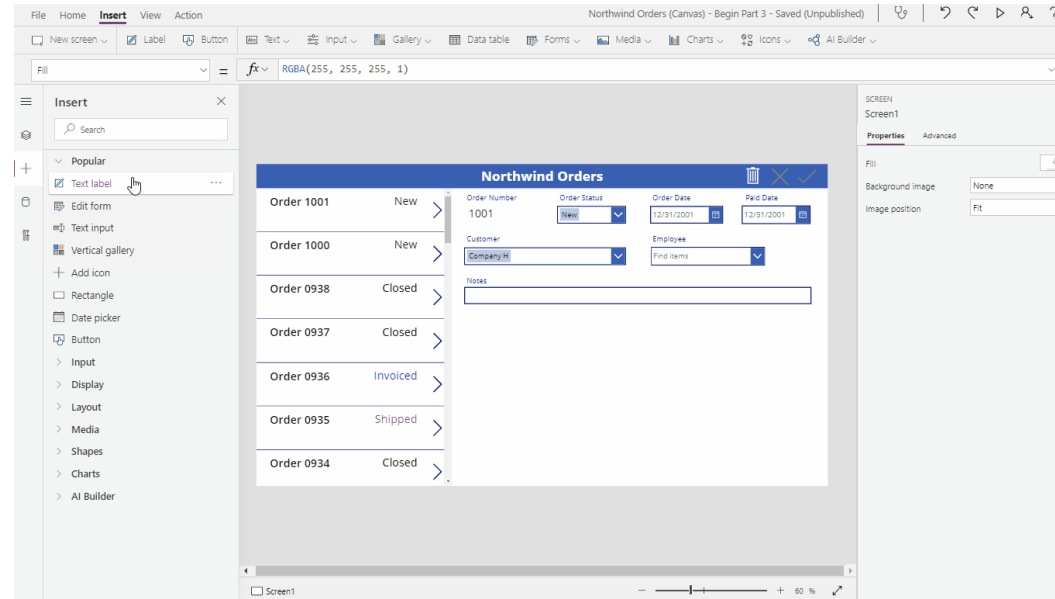 File Home Insert View Action Northwind Orders (Canvas) - Begin Part 3 - Saved (Unpublished)
New screen Label Button Text Input Gallery Data table Forms Media Charts Icons AI Builder
Fill = fx RGBA(255, 255, 255, 1)
Insert
Search
Popular
Text label ...
Edit form
Text input
Vertical gallery
Add icon
Rectangle
Date picker
Button
Input
Display
Layout
Media
Shapes
Charts
AI Builder
Northwind Orders
Order 1001 New
Order 1000 New
Order 0938 Closed
Order 0937 Closed
Order 0936 Invoiced
Order 0935 Shipped
Order 0934 Closed
Order Number Order Status Order Date Paid Date
1001 New 12/31/2001 12/31/2001
Customer Employee
Company H Find items
Notes
SCREEN
Screen1
Properties Advanced
Fill
Background image None
Image position Fit
Screen1 60 %